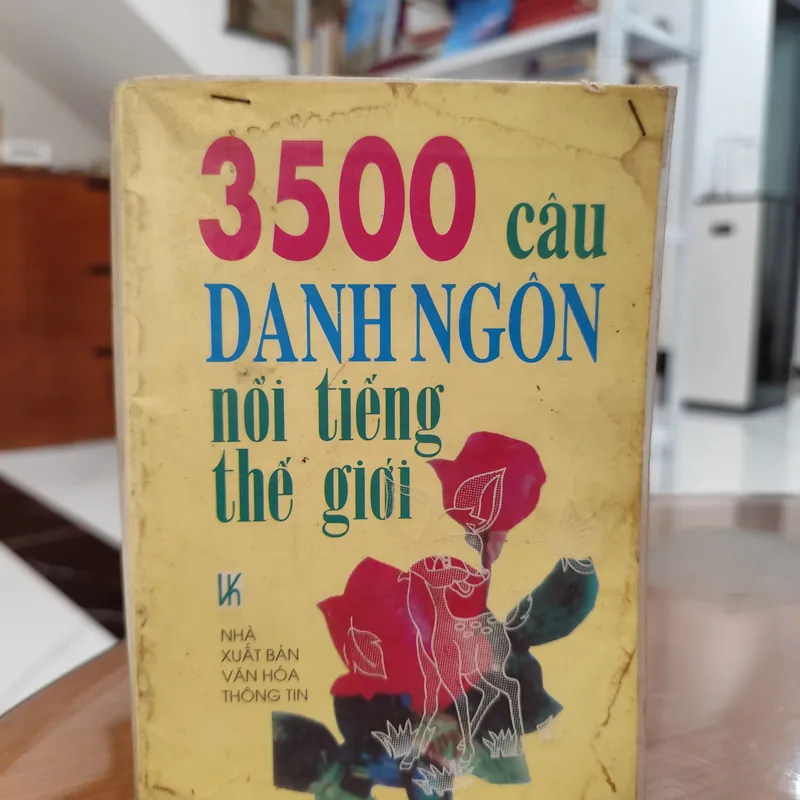 3500 câu
DANH NGÔN
nổi tiếng
thế giới
NHÀ
XUẤT BẢN
VĂN HÓA
THÔNG TIN